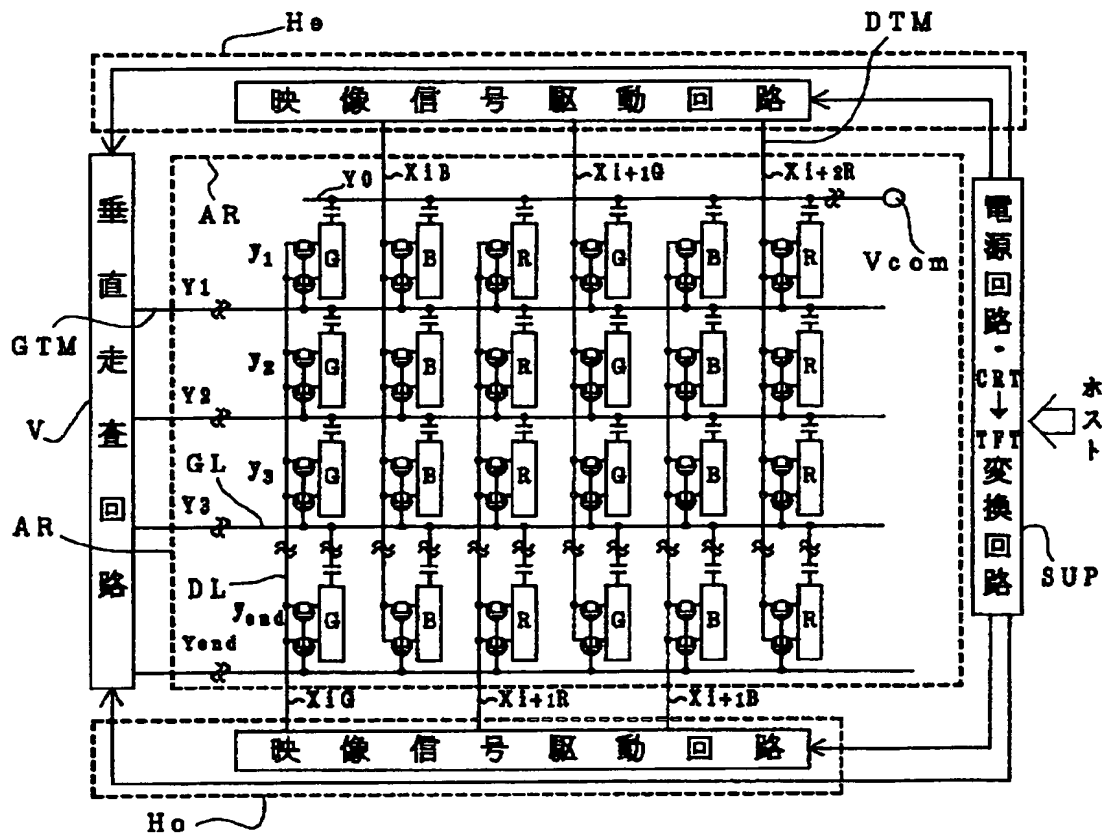 He
DTM
映像信号駆動回路
XiB
Xi+1G
Xi+2R
AR
Y0
Vcom
垂直走査回路
y1
G
B
R
G
B
R
Y1
GTM
y2
G
B
R
G
B
R
Y2
V
GL
y3
G
B
R
G
B
R
Y3
AR
DL
yend
G
B
R
G
B
R
Yend
電源回路・CRT→TFT変換回路
ホスト
SUP
XiG
Xi+1R
Xi+1B
映像信号駆動回路
Ho